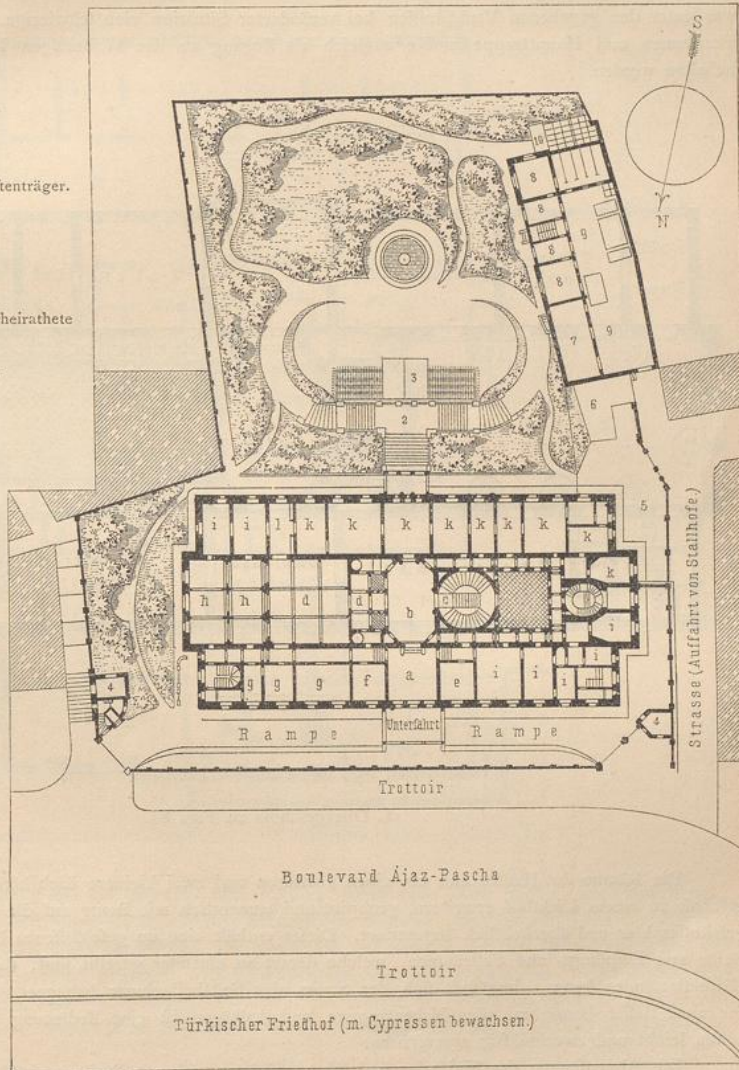 S
N
tenträger.
heirathete
10
8
8
9
8
8
7
9
3
2
6
5
i i l k k k k k k k k
h h d d b c k i
4
g g g f a e i i i i
4
Rampe Unterfahrt Rampe
Strasse (Auffahrt von Stallhofe.)
Trottoir
Boulevard Ájaz-Pascha
Trottoir
Türkischer Friedhof (m. Cypressen bewachsen.)